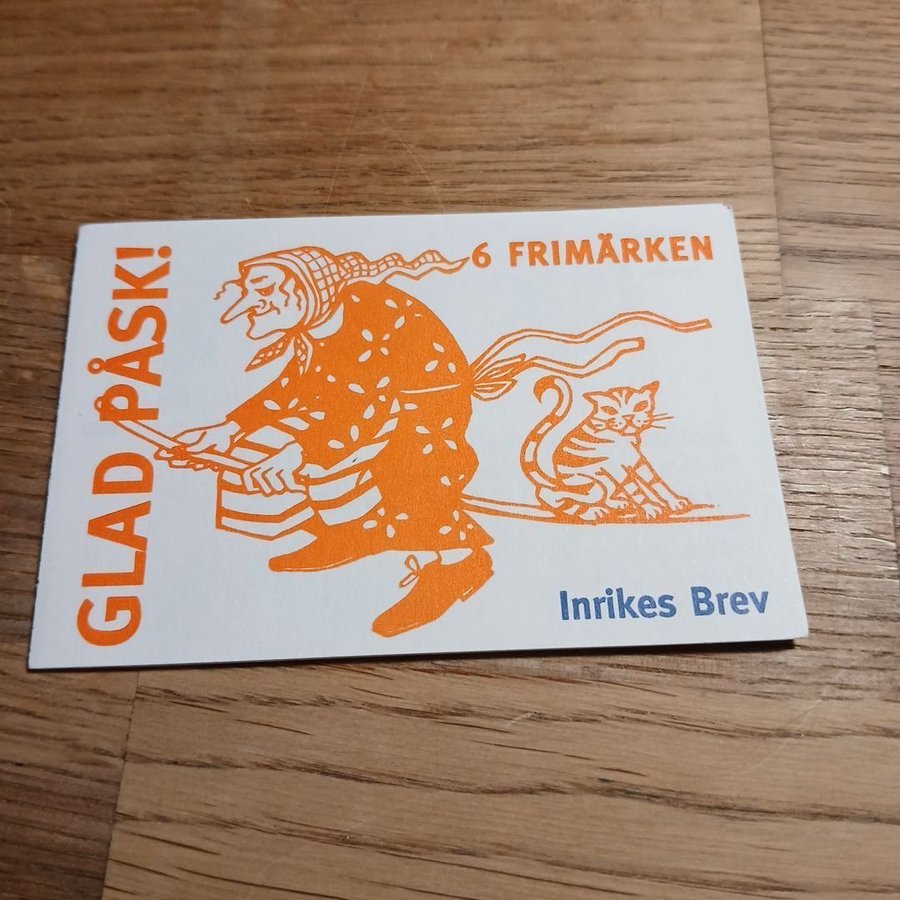 GLAD PÅSK!
6 FRIMÄRKEN
Inrikes Brev